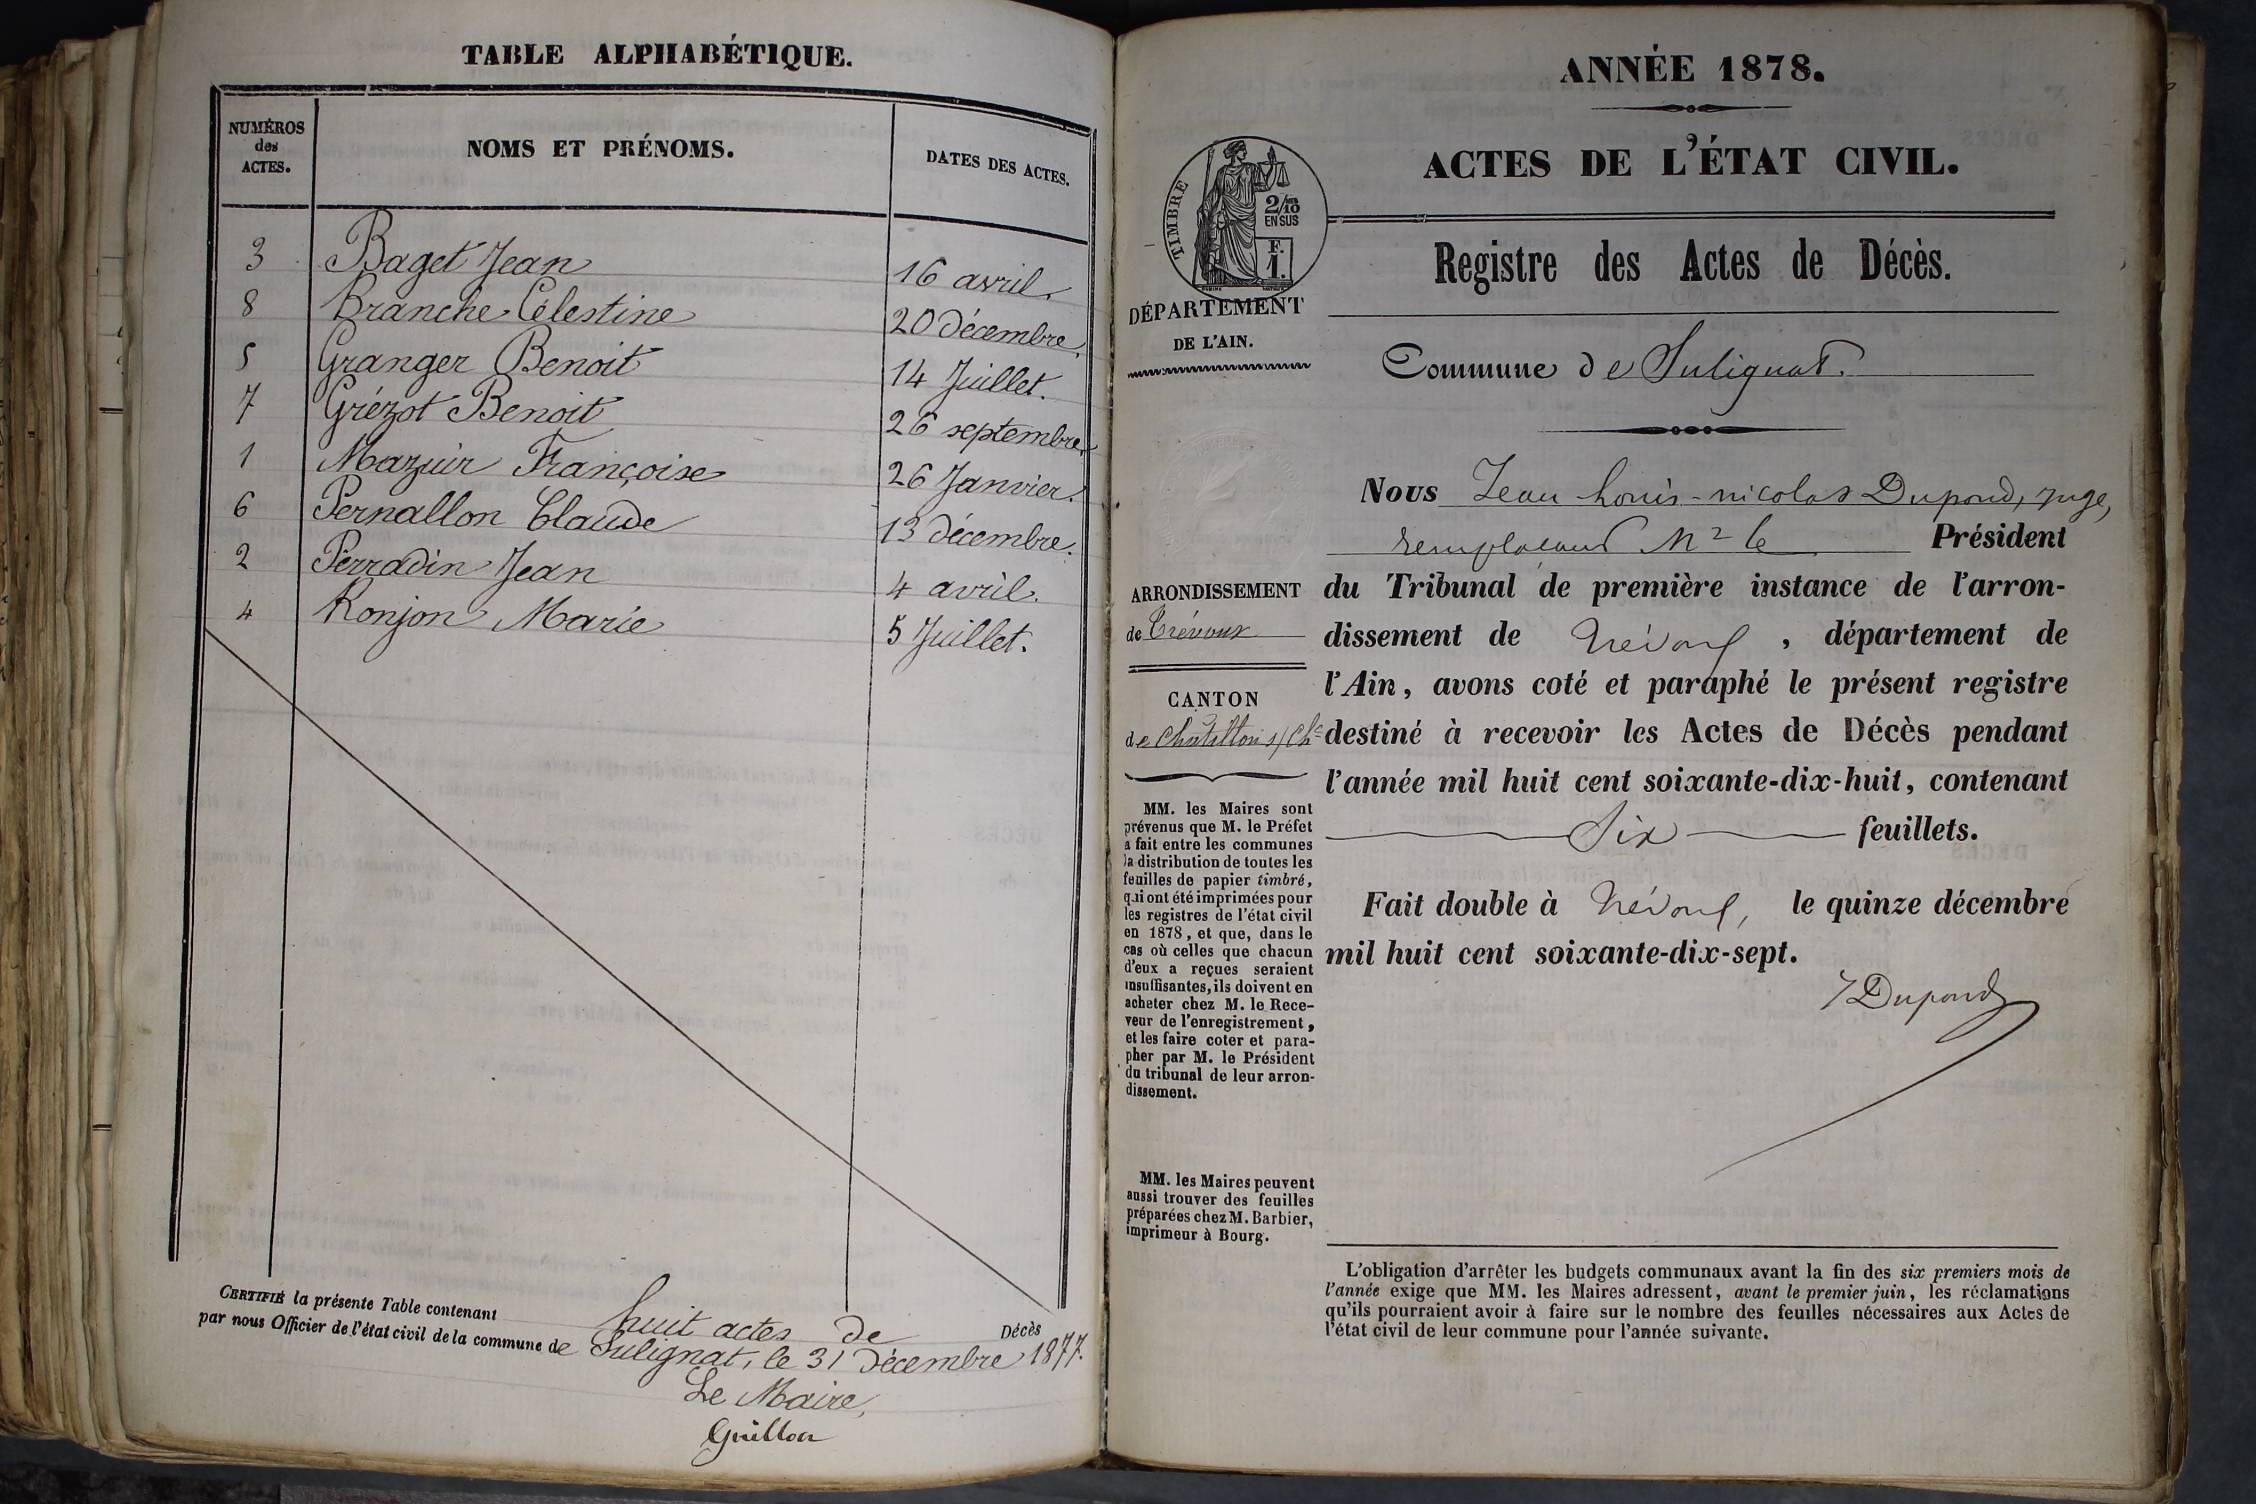 TABLE ALPHABÉTIQUE.
NUMÉROS des ACTES. NOMS ET PRÉNOMS. DATES DES ACTES.
3 Baget Jean 16 avril.
8 Branche Célestine 20 décembre.
5 Granger Benoit 14 Juillet.
7 Grézot Benoit 26 septembre.
1 Mazuir Françoise 26 Janvier.
6 Pernallon Claude 13 décembre.
2 Perradin Jean 4 avril.
4 Ronjon Marie 5 Juillet.
CERTIFIÉ la présente Table contenant huit actes de Décès
par nous Officier de l'état civil de la commune de Sulignat, le 31 décembre 1877.
Le Maire,
Guillon
ANNÉE 1878.
ACTES DE L'ÉTAT CIVIL.
TIMBRE
2/10 EN SUS
F. 1.
Registre des Actes de Décès.
DÉPARTEMENT
DE L'AIN.
Commune de Sulignat.
Nous Jean Louis-nicolas Dupond, juge,
remplaçant Mr le Président
ARRONDISSEMENT
de Trévoux
CANTON
de Chatillon s/ Che
du Tribunal de première instance de l'arron-
dissement de Trévoux, département de
l'Ain, avons coté et paraphé le présent registre
destiné à recevoir les Actes de Décès pendant
l'année mil huit cent soixante-dix-huit, contenant
Six feuillets.
Fait double à Trévoux, le quinze décembre
mil huit cent soixante-dix-sept.
Dupond
MM. les Maires sont
prévenus que M. le Préfet
a fait entre les communes
la distribution de toutes les
feuilles de papier timbré,
qui ont été imprimées pour
les registres de l'état civil
en 1878, et que, dans le
cas où celles que chacun
d'eux a reçues seraient
insuffisantes, ils doivent en
acheter chez M. le Rece-
veur de l'enregistrement,
et les faire coter et para-
pher par M. le Président
du tribunal de leur arron-
dissement.
MM. les Maires peuvent
aussi trouver des feuilles
préparées chez M. Barbier,
imprimeur à Bourg.
L'obligation d'arrêter les budgets communaux avant la fin des six premiers mois de
l'année exige que MM. les Maires adressent, avant le premier juin, les réclamations
qu'ils pourraient avoir à faire sur le nombre des feuilles nécessaires aux Actes de
l'état civil de leur commune pour l'année suivante.